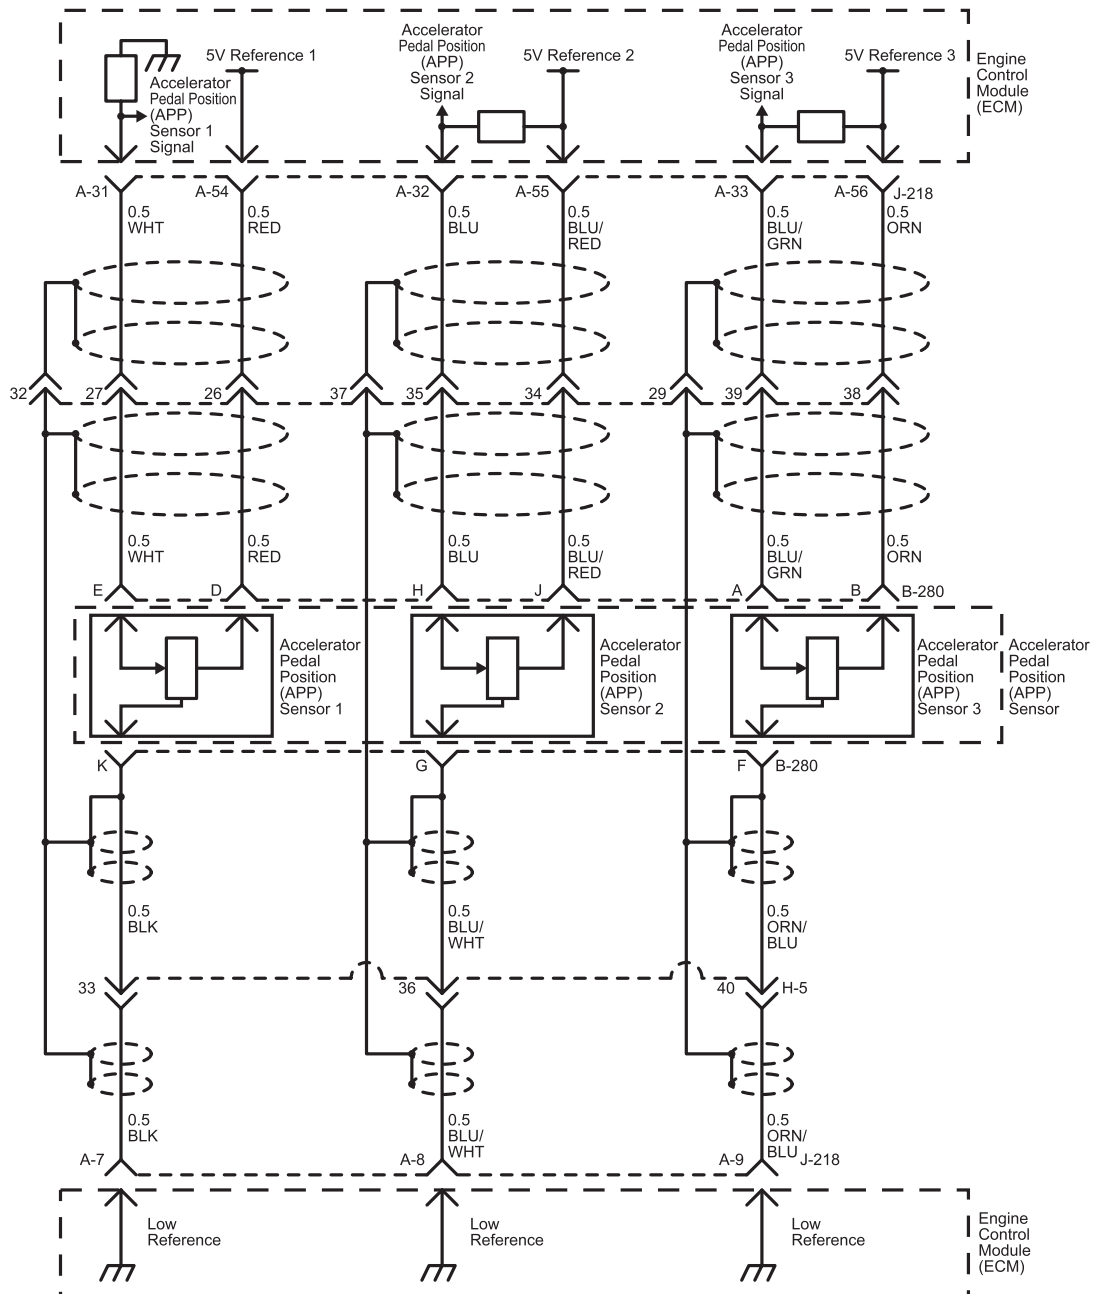 Accelerator
Pedal Position
(APP)
Sensor 1
Signal
5V Reference 1
Accelerator
Pedal Position
(APP)
Sensor 2
Signal
5V Reference 2
Accelerator
Pedal Position
(APP)
Sensor 3
Signal
5V Reference 3
Engine
Control
Module
(ECM)
A-31
A-54
A-32
A-55
A-33
A-56
J-218
0.5
WHT
0.5
RED
0.5
BLU
0.5
BLU/
RED
0.5
BLU/
GRN
0.5
ORN
32
27
26
37
35
34
29
39
38
0.5
WHT
0.5
RED
0.5
BLU
0.5
BLU/
RED
0.5
BLU/
GRN
0.5
ORN
E
D
H
J
A
B
B-280
Accelerator
Pedal
Position
(APP)
Sensor 1
Accelerator
Pedal
Position
(APP)
Sensor 2
Accelerator
Pedal
Position
(APP)
Sensor 3
Accelerator
Pedal
Position
(APP)
Sensor
K
G
F
B-280
0.5
BLK
0.5
BLU/
WHT
0.5
ORN/
BLU
33
36
40
H-5
0.5
BLK
0.5
BLU/
WHT
0.5
ORN/
BLU
A-7
A-8
A-9
J-218
Low
Reference
Low
Reference
Low
Reference
Engine
Control
Module
(ECM)